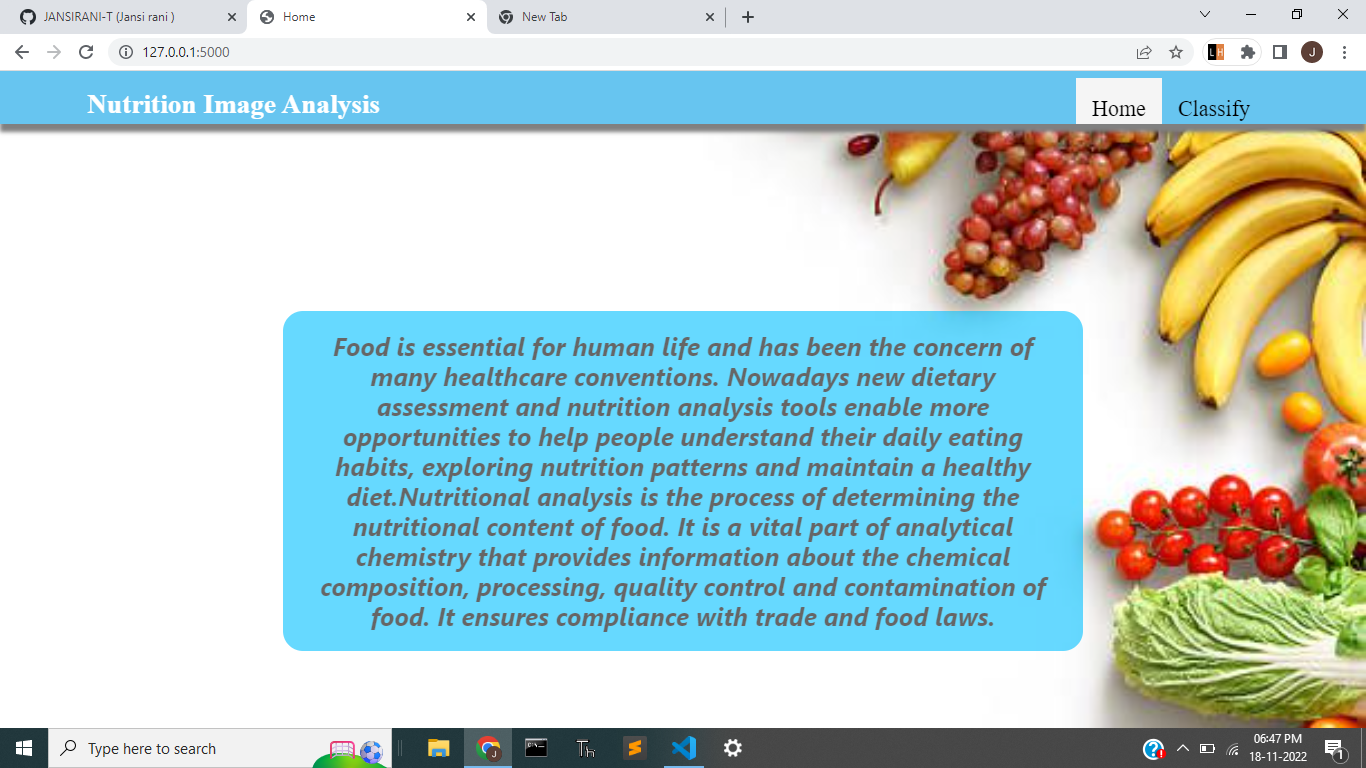 JANSIRANI-T (Jansi rani )
Home
New Tab
127.0.0.1:5000
L H
J
Nutrition Image Analysis
Home
Classify
Food is essential for human life and has been the concern of
many healthcare conventions. Nowadays new dietary
assessment and nutrition analysis tools enable more
opportunities to help people understand their daily eating
habits, exploring nutrition patterns and maintain a healthy
diet.Nutritional analysis is the process of determining the
nutritional content of food. It is a vital part of analytical
chemistry that provides information about the chemical
composition, processing, quality control and contamination of
food. It ensures compliance with trade and food laws.
Type here to search
J
Th
S
?
06:47 PM
18-11-2022
1